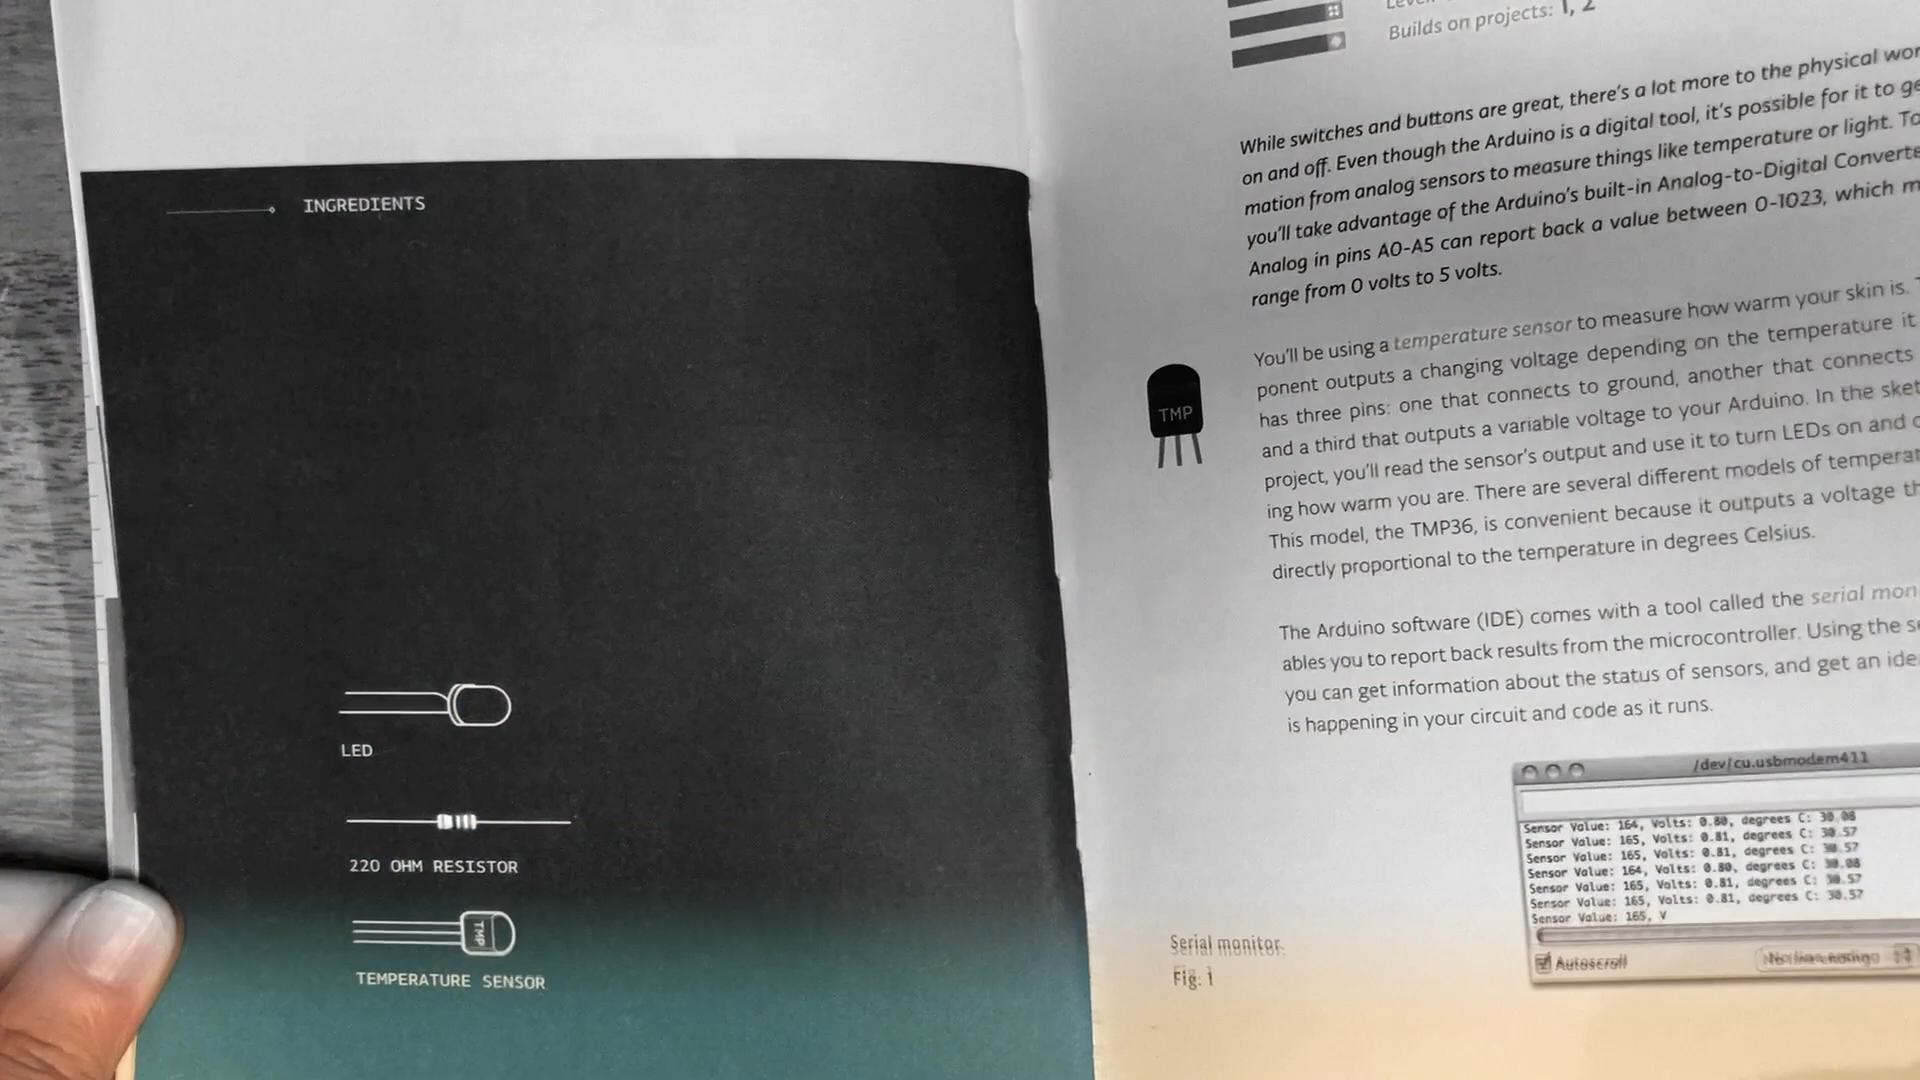 INGREDIENTS
LED
220 OHM RESISTOR
TMP
TEMPERATURE SENSOR
Builds on projects: 1, 2
While switches and buttons are great, there's a lot more to the physical
on and off. Even though the Arduino is a digital tool, it's possible for it to
mation from analog sensors to measure things like temperature or light.
you'll take advantage of the Arduino's built-in Analog-to-Digital
Analog in pins A0-A5 can report back a value between 0-1023, which
range from 0 volts to 5 volts.
TMP
You'll be using a temperature sensor to measure how warm your skin is.
ponent outputs a changing voltage depending on the temperature it
has three pins: one that connects to ground, another that connects
and a third that outputs a variable voltage to your Arduino. In the
project, you'll read the sensor's output and use it to turn LEDs on and
ing how warm you are. There are several different models of
This model, the TMP36, is convenient because it outputs a voltage
directly proportional to the temperature in degrees Celsius.
The Arduino software (IDE) comes with a tool called the serial
ables you to report back results from the microcontroller. Using the
you can get information about the status of sensors, and get an
is happening in your circuit and code as it runs.
/dev/cu.usbmodem411
Sensor Value: 164, Volts: 0.80, degrees C: 30.08
Sensor Value: 165, Volts: 0.81, degrees C: 30.57
Sensor Value: 165, Volts: 0.81, degrees C: 30.57
Sensor Value: 164, Volts: 0.80, degrees C: 30.08
Sensor Value: 165, Volts: 0.81, degrees C: 30.57
Sensor Value: 165, Volts: 0.81, degrees C: 30.57
Sensor Value: 165, V
Autoscroll
No line ending
Serial monitor.
Fig. 1